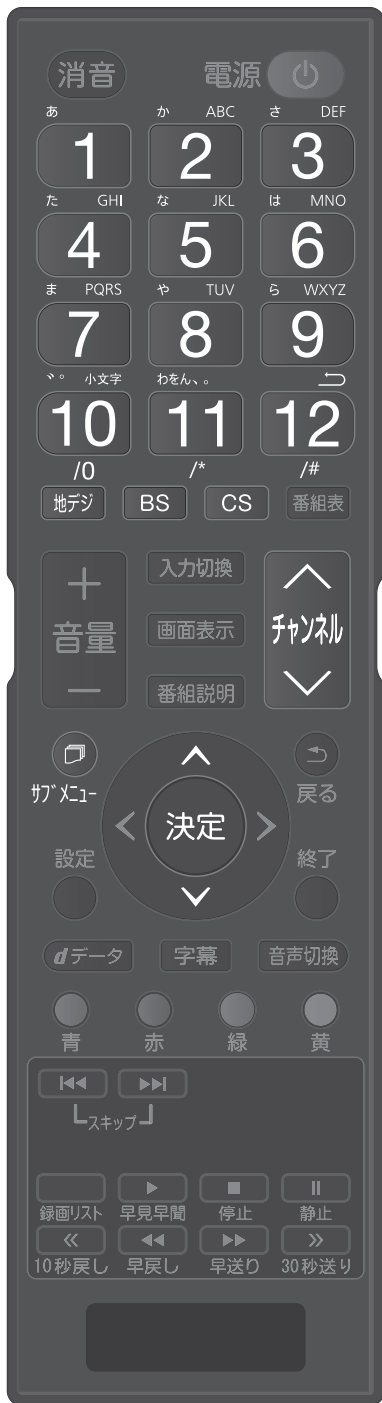 消音 電源
あ か ABC さ DEF
1 2 3
た GHI な JKL は MNO
4 5 6
ま PQRS や TUV ら WXYZ
7 8 9
゛゜ 小文字 わをん、。
10 11 12
/0 /* /#
地デジ BS CS 番組表
+ 入力切換
音量 画面表示 チャンネル
− 番組説明
サブメニュー 戻る
決定
設定 終了
dデータ 字幕 音声切換
青 赤 緑 黄
スキップ
録画リスト 早見早聞 停止 静止
10秒戻し 早戻し 早送り 30秒送り